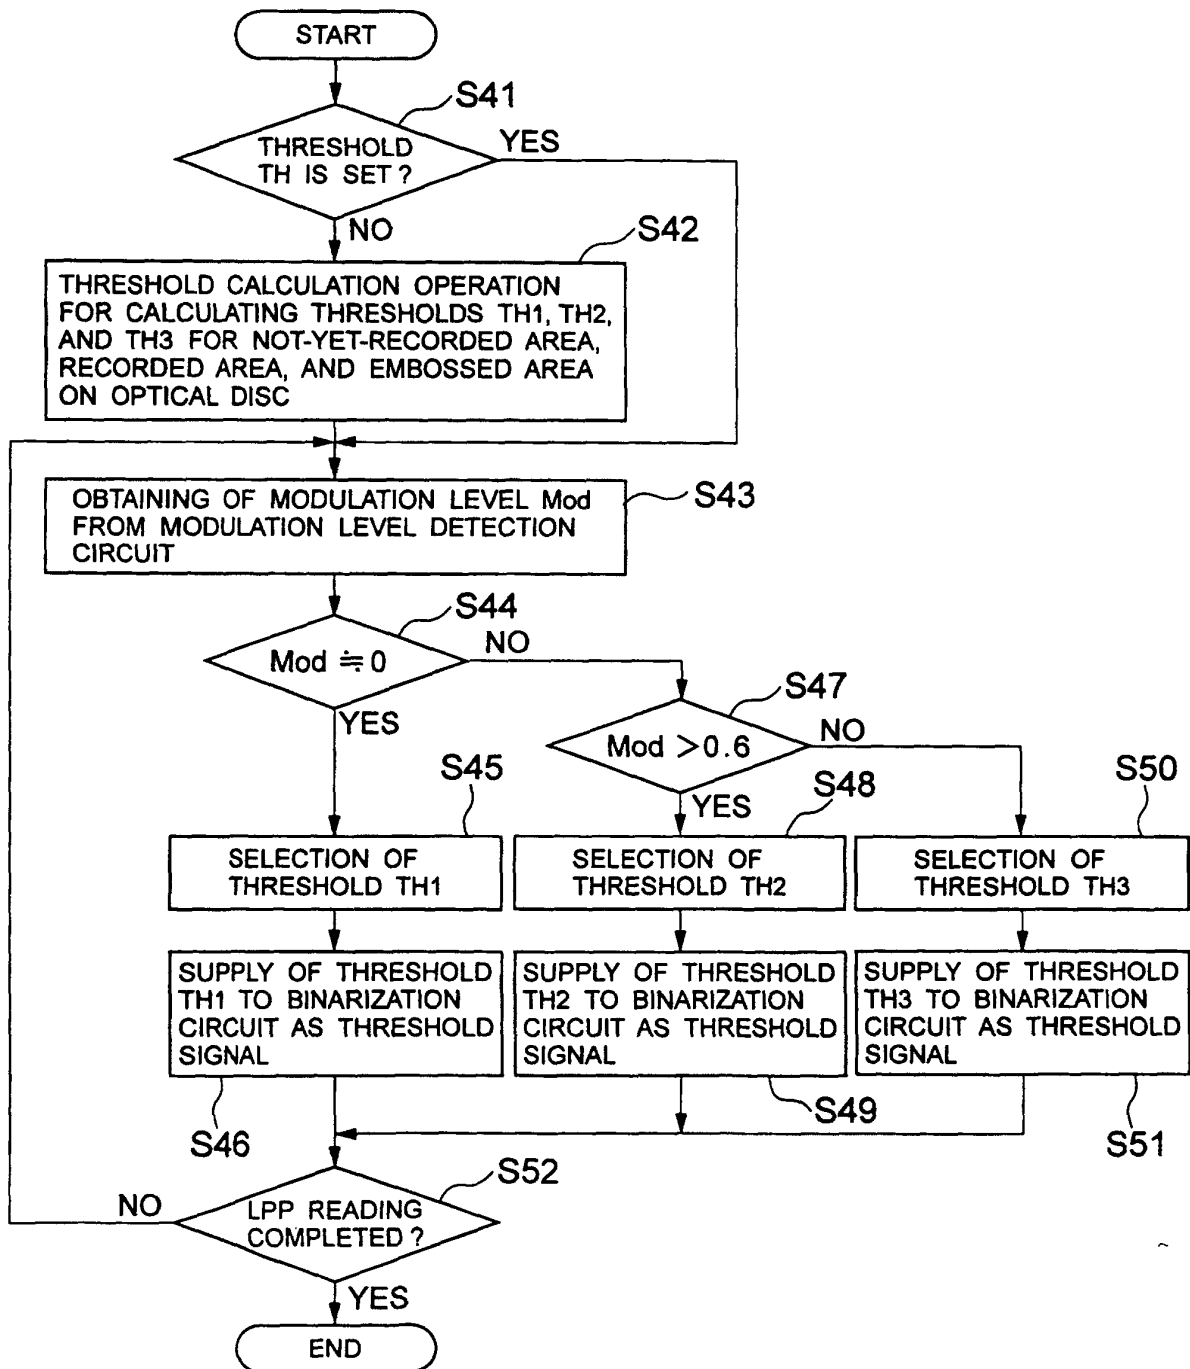 START
S41
THRESHOLD
TH IS SET?
YES
NO
S42
THRESHOLD CALCULATION OPERATION
FOR CALCULATING THRESHOLDS TH1, TH2,
AND TH3 FOR NOT-YET-RECORDED AREA,
RECORDED AREA, AND EMBOSSED AREA
ON OPTICAL DISC
OBTAINING OF MODULATION LEVEL Mod
FROM MODULATION LEVEL DETECTION
CIRCUIT
S43
S44
Mod ≒ 0
NO
YES
S47
Mod >0.6
NO
YES
S45
S48
S50
SELECTION OF
THRESHOLD TH1
SELECTION OF
THRESHOLD TH2
SELECTION OF
THRESHOLD TH3
SUPPLY OF THRESHOLD
TH1 TO BINARIZATION
CIRCUIT AS THRESHOLD
SIGNAL
SUPPLY OF THRESHOLD
TH2 TO BINARIZATION
CIRCUIT AS THRESHOLD
SIGNAL
SUPPLY OF THRESHOLD
TH3 TO BINARIZATION
CIRCUIT AS THRESHOLD
SIGNAL
S46
S49
S51
S52
NO
LPP READING
COMPLETED?
YES
END